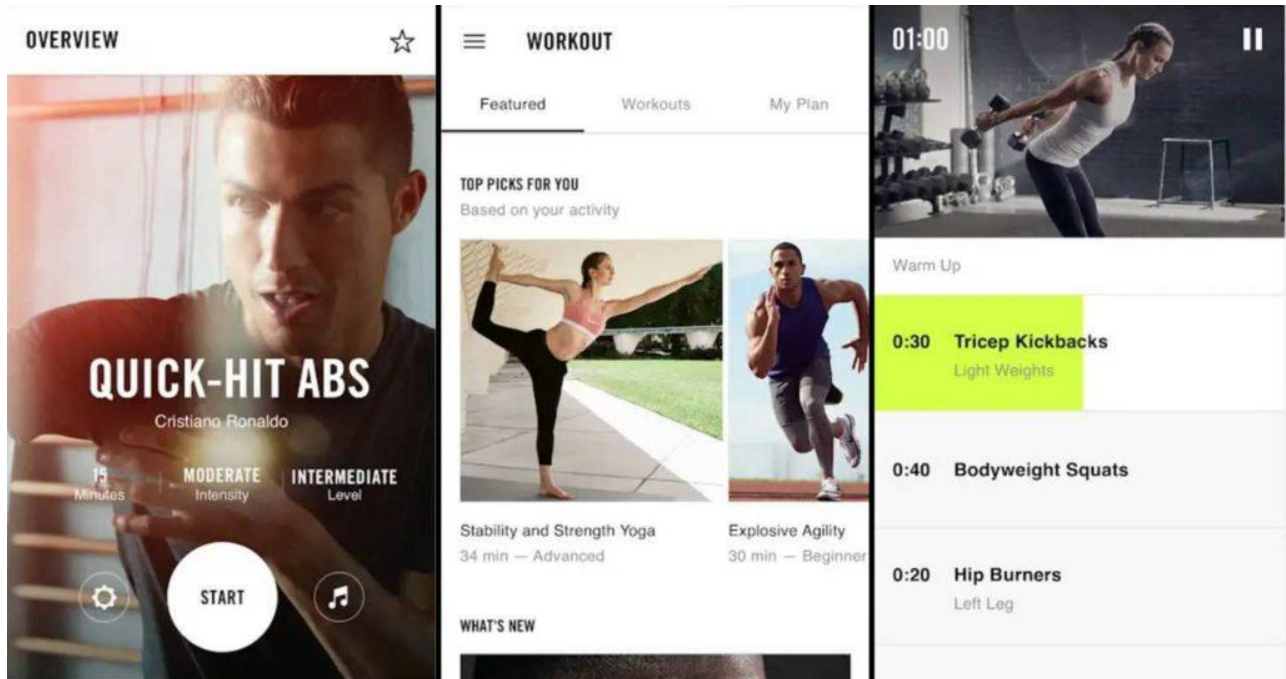 OVERVIEW
QUICK-HIT ABS
Cristiano Ronaldo
15 MODERATE INTERMEDIATE
Minutes Intensity Level
START
WORKOUT
Featured Workouts My Plan
TOP PICKS FOR YOU
Based on your activity
Stability and Strength Yoga Explosive Agility
34 min — Advanced 30 min — Beginner
WHAT'S NEW
01:00
Warm Up
0:30 Tricep Kickbacks
Light Weights
0:40 Bodyweight Squats
0:20 Hip Burners
Left Leg